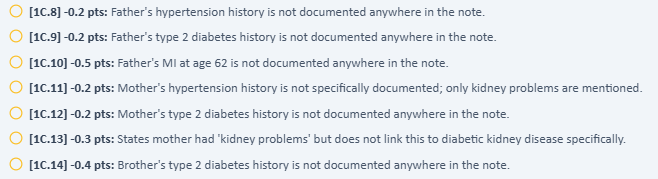 [1C.8] -0.2 pts: Father's hypertension history is not documented anywhere in the note.
[1C.9] -0.2 pts: Father's type 2 diabetes history is not documented anywhere in the note.
[1C.10] -0.5 pts: Father's MI at age 62 is not documented anywhere in the note.
[1C.11] -0.2 pts: Mother's hypertension history is not specifically documented; only kidney problems are mentioned.
[1C.12] -0.2 pts: Mother's type 2 diabetes history is not documented anywhere in the note.
[1C.13] -0.3 pts: States mother had 'kidney problems' but does not link this to diabetic kidney disease specifically.
[1C.14] -0.4 pts: Brother's type 2 diabetes history is not documented anywhere in the note.